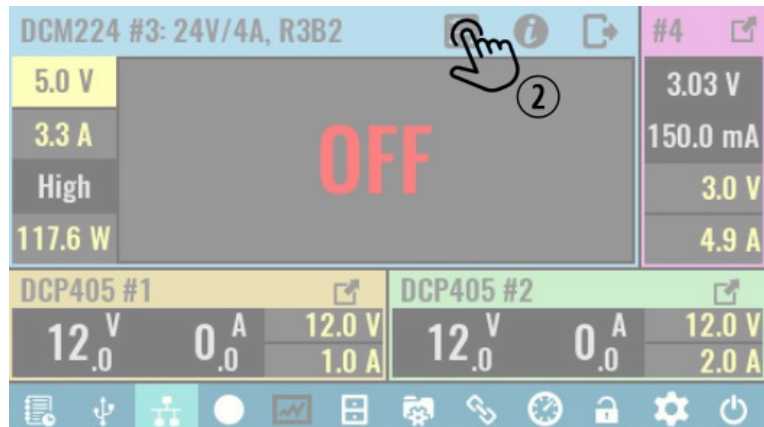 DCM224 #3: 24V/4A, R3B2
5.0 V
3.3 A
High
117.6 W
OFF
2
#4
3.03 V
150.0 mA
3.0 V
4.9 A
DCP405 #1
12.0 V
0.0 A
12.0 V
1.0 A
DCP405 #2
12.0 V
0.0 A
12.0 V
2.0 A